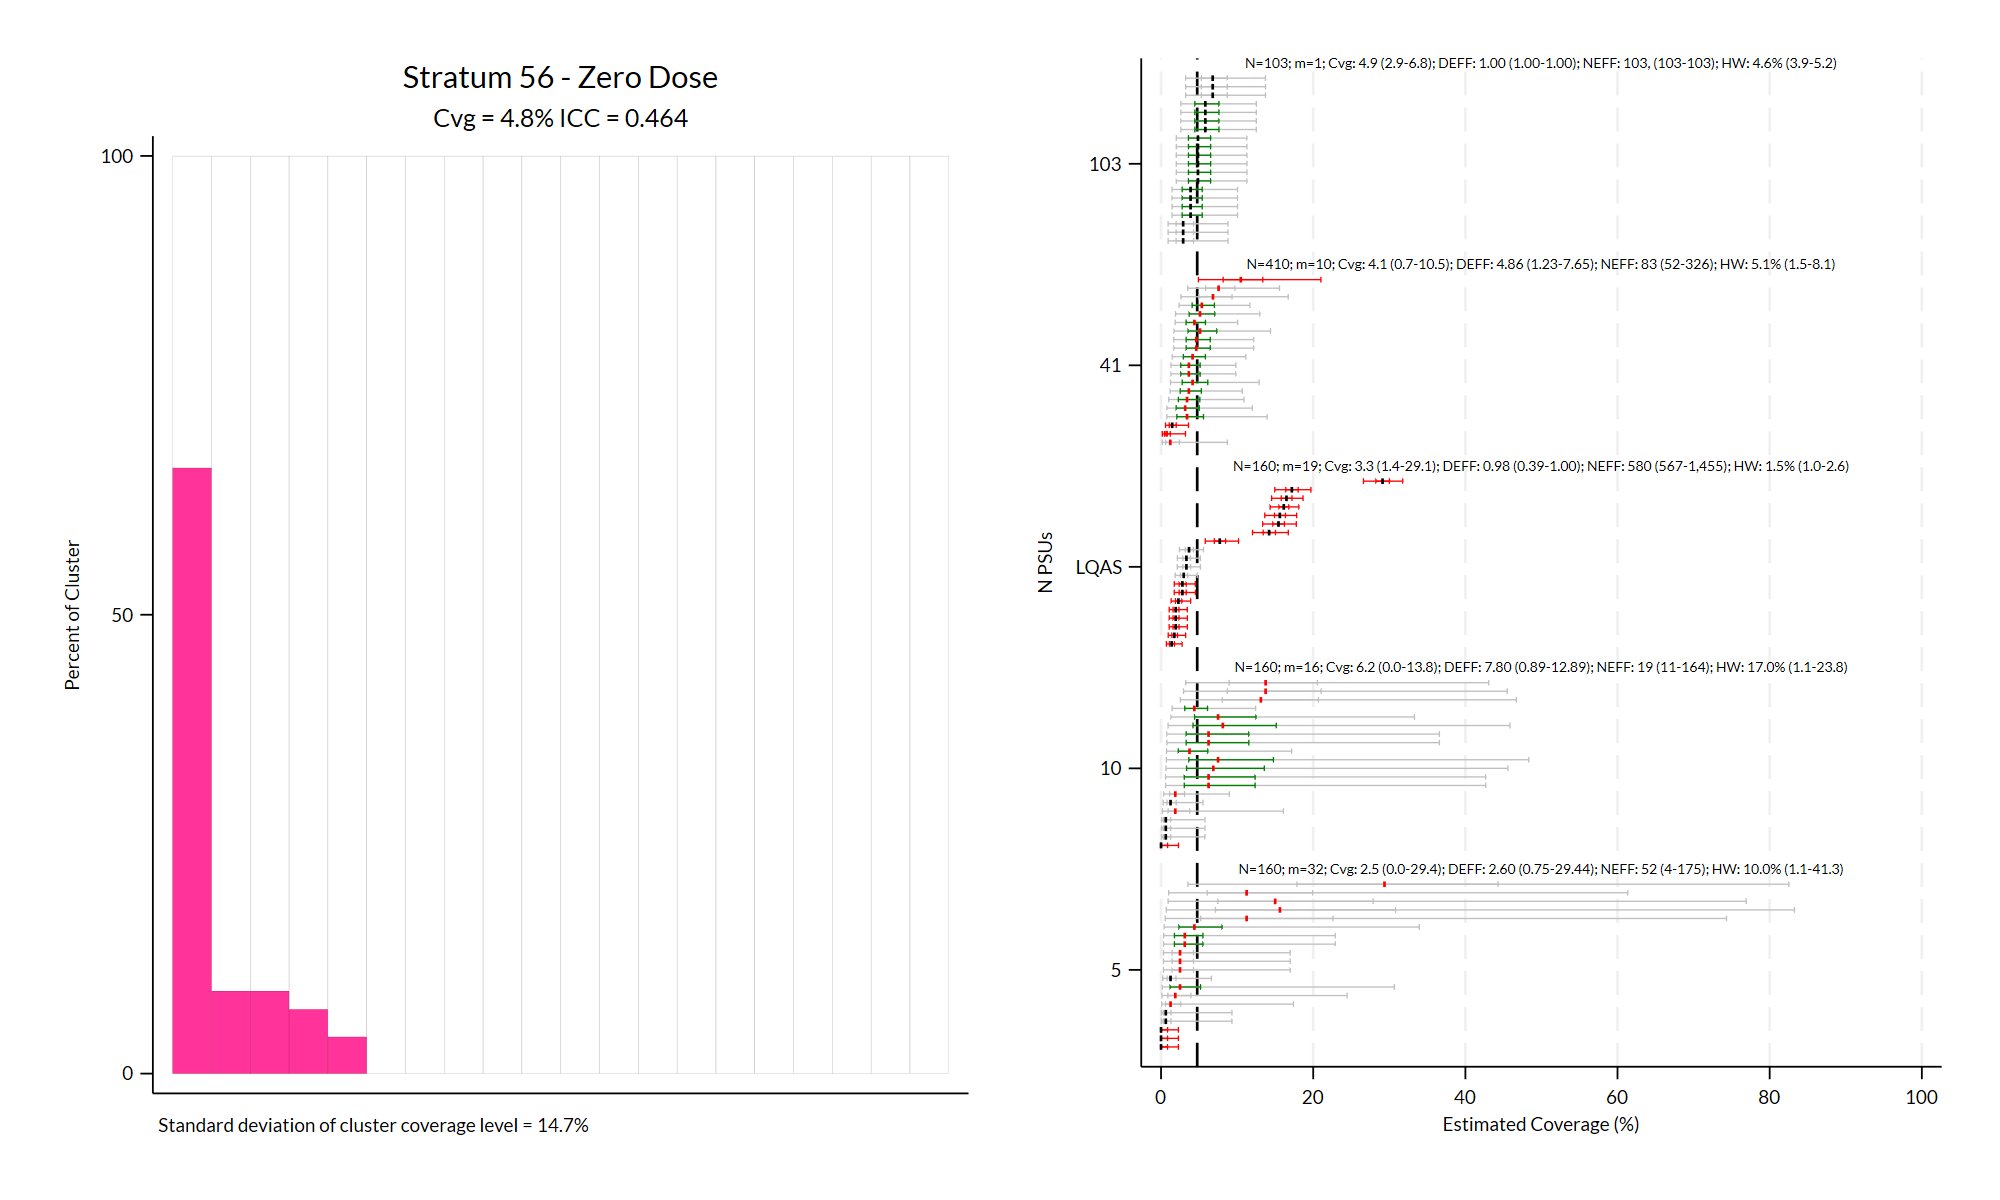 Stratum 56 - Zero Dose
Cvg = 4.8% ICC = 0.464
100
50
0
Percent of Cluster
Standard deviation of cluster coverage level = 14.7%
N=103; m=1; Cvg: 4.9 (2.9-6.8); DEFF: 1.00 (1.00-1.00); NEFF: 103, (103-103); HW: 4.6% (3.9-5.2)
103
N=410; m=10; Cvg: 4.1 (0.7-10.5); DEFF: 4.86 (1.23-7.65); NEFF: 83 (52-326); HW: 5.1% (1.5-8.1)
41
N=160; m=19; Cvg: 3.3 (1.4-29.1); DEFF: 0.98 (0.39-1.00); NEFF: 580 (567-1,455); HW: 1.5% (1.0-2.6)
LQAS
N PSUs
N=160; m=16; Cvg: 6.2 (0.0-13.8); DEFF: 7.80 (0.89-12.89); NEFF: 19 (11-164); HW: 17.0% (1.1-23.8)
10
N=160; m=32; Cvg: 2.5 (0.0-29.4); DEFF: 2.60 (0.75-29.44); NEFF: 52 (4-175); HW: 10.0% (1.1-41.3)
5
0 20 40 60 80 100
Estimated Coverage (%)